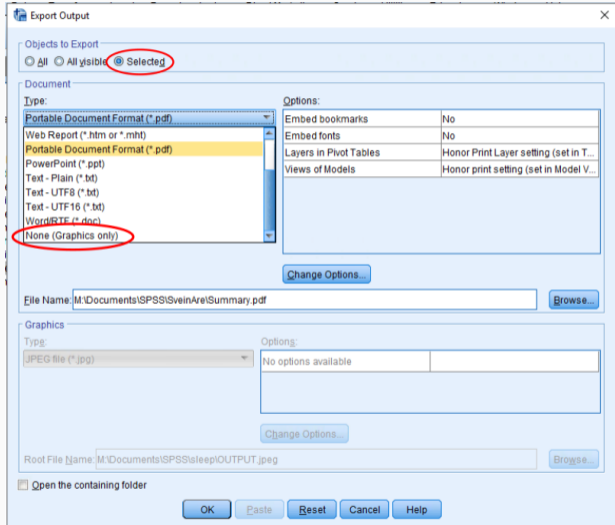 Export Output
Objects to Export
All All visible Selected
Document
Type: Options:
Portable Document Format (*.pdf) Embed bookmarks No
Web Report (*.htm or *.mht) Embed fonts No
Portable Document Format (*.pdf) Layers in Pivot Tables Honor Print Layer setting (set in T...
PowerPoint (*.ppt) Views of Models Honor print setting (set in Model V...
Text - Plain (*.txt)
Text - UTF8 (*.txt)
Text - UTF16 (*.txt)
Word/RTF (*.doc)
None (Graphics only)
Change Options...
File Name: M:\Documents\SPSS\SveinAre\Summary.pdf Browse...
Graphics
Type: Options:
JPEG file (*.jpg) No options available
Change Options...
Root File Name: M:\Documents\SPSS\sleep\OUTPUT.jpeg Browse...
Open the containing folder
OK Paste Reset Cancel Help